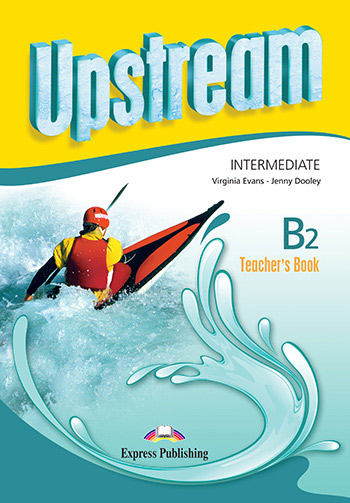 Upstream
INTERMEDIATE
Virginia Evans - Jenny Dooley
B2
Teacher's Book
Express Publishing